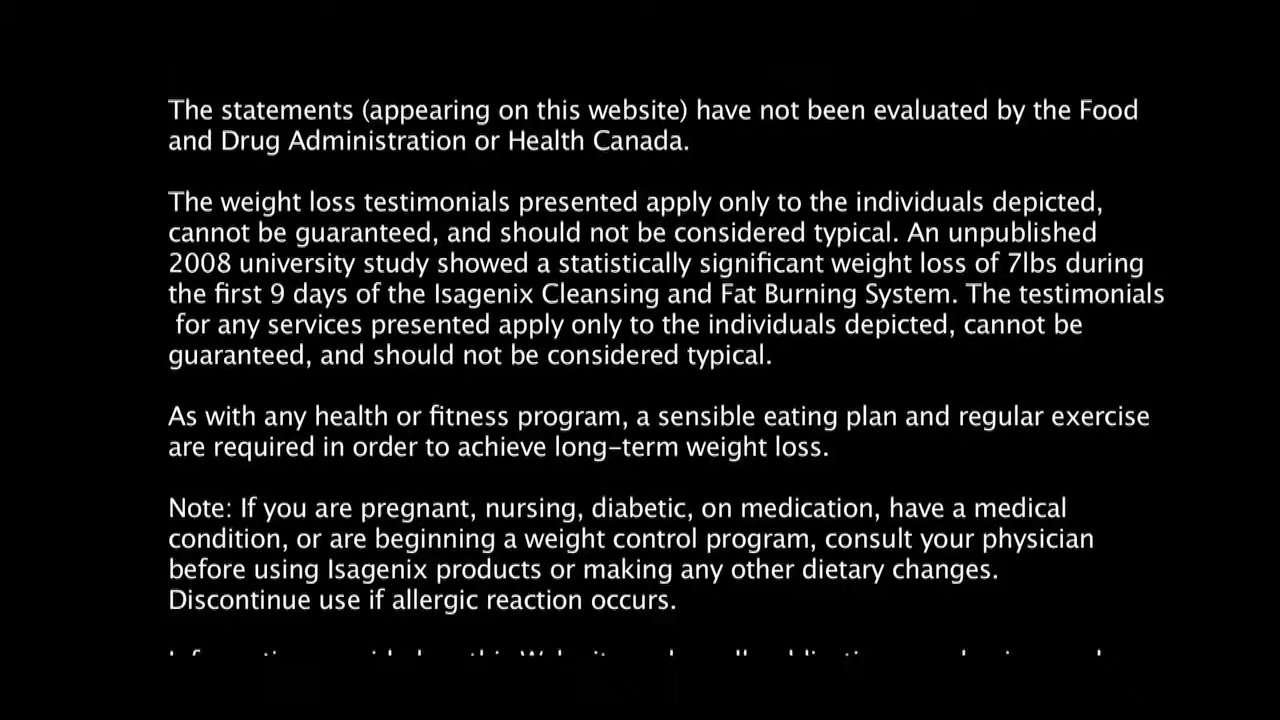 The statements (appearing on this website) have not been evaluated by the Food
and Drug Administration or Health Canada.
The weight loss testimonials presented apply only to the individuals depicted,
cannot be guaranteed, and should not be considered typical. An unpublished
2008 university study showed a statistically significant weight loss of 7lbs during
the first 9 days of the Isagenix Cleansing and Fat Burning System. The testimonials
for any services presented apply only to the individuals depicted, cannot be
guaranteed, and should not be considered typical.
As with any health or fitness program, a sensible eating plan and regular exercise
are required in order to achieve long-term weight loss.
Note: If you are pregnant, nursing, diabetic, on medication, have a medical
condition, or are beginning a weight control program, consult your physician
before using Isagenix products or making any other dietary changes.
Discontinue use if allergic reaction occurs.